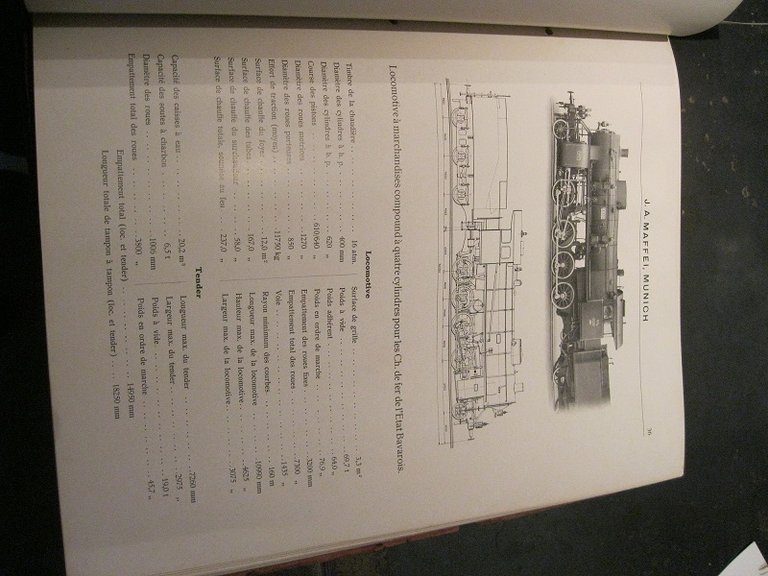 J. A. MAFFEI, MUNICH
36
Locomotive à marchandises compound à quatre cylindres pour les Ch. de fer de l'Etat Bavarois.
Locomotive
Timbre de la chaudière . . . 16 atm
Diamètre des cylindres à h. p. . . . 400 mm
Diamètre des cylindres à b. p. . . . 620 „
Course des pistons . . . 610/640 „
Diamètre des roues motrices . . . 1270 „
Diamètre des roues porteuses . . . 850 „
Effort de traction (moyen) . . . 11750 kg
Surface de chauffe du foyer . . . 12,0 m²
Surface de chauffe des tubes . . . 167,0 „
Surface de chauffe du surchauffeur . . . 58,0 „
Surface de chauffe totale, soumise au feu . . . 237,0 „
Surface de grille . . . 3,3 m²
Poids à vide . . . 69,7 t
Poids adhérent . . . 64,0 „
Poids en ordre de marche . . . 76,9 „
Empattement des roues fixes . . . 3200 mm
Empattement total des roues . . . 7300 „
Voie . . . 1435 „
Rayon minimum des courbes . . . 160 m
Longueur max. de la locomotive . . . 10990 mm
Hauteur max. de la locomotive . . . 4625 „
Largeur max. de la locomotive . . . 3075 „
Tender
Capacité des caisses à eau . . . 20,2 m³
Capacité des soutes à charbon . . . 6,5 t
Diamètre des roues . . . 1006 mm
Empattement total des roues . . . 3800 „
Longueur max. du tender . . . 7260 mm
Largeur max. du tender . . . 2975 „
Poids à vide . . . 19,0 t
Poids en ordre de marche . . . 45,7 „
Empattement total (loc. et tender) . . . 14950 mm
Longueur totale de tampon à tampon (loc. et tender) . . . 18250 mm